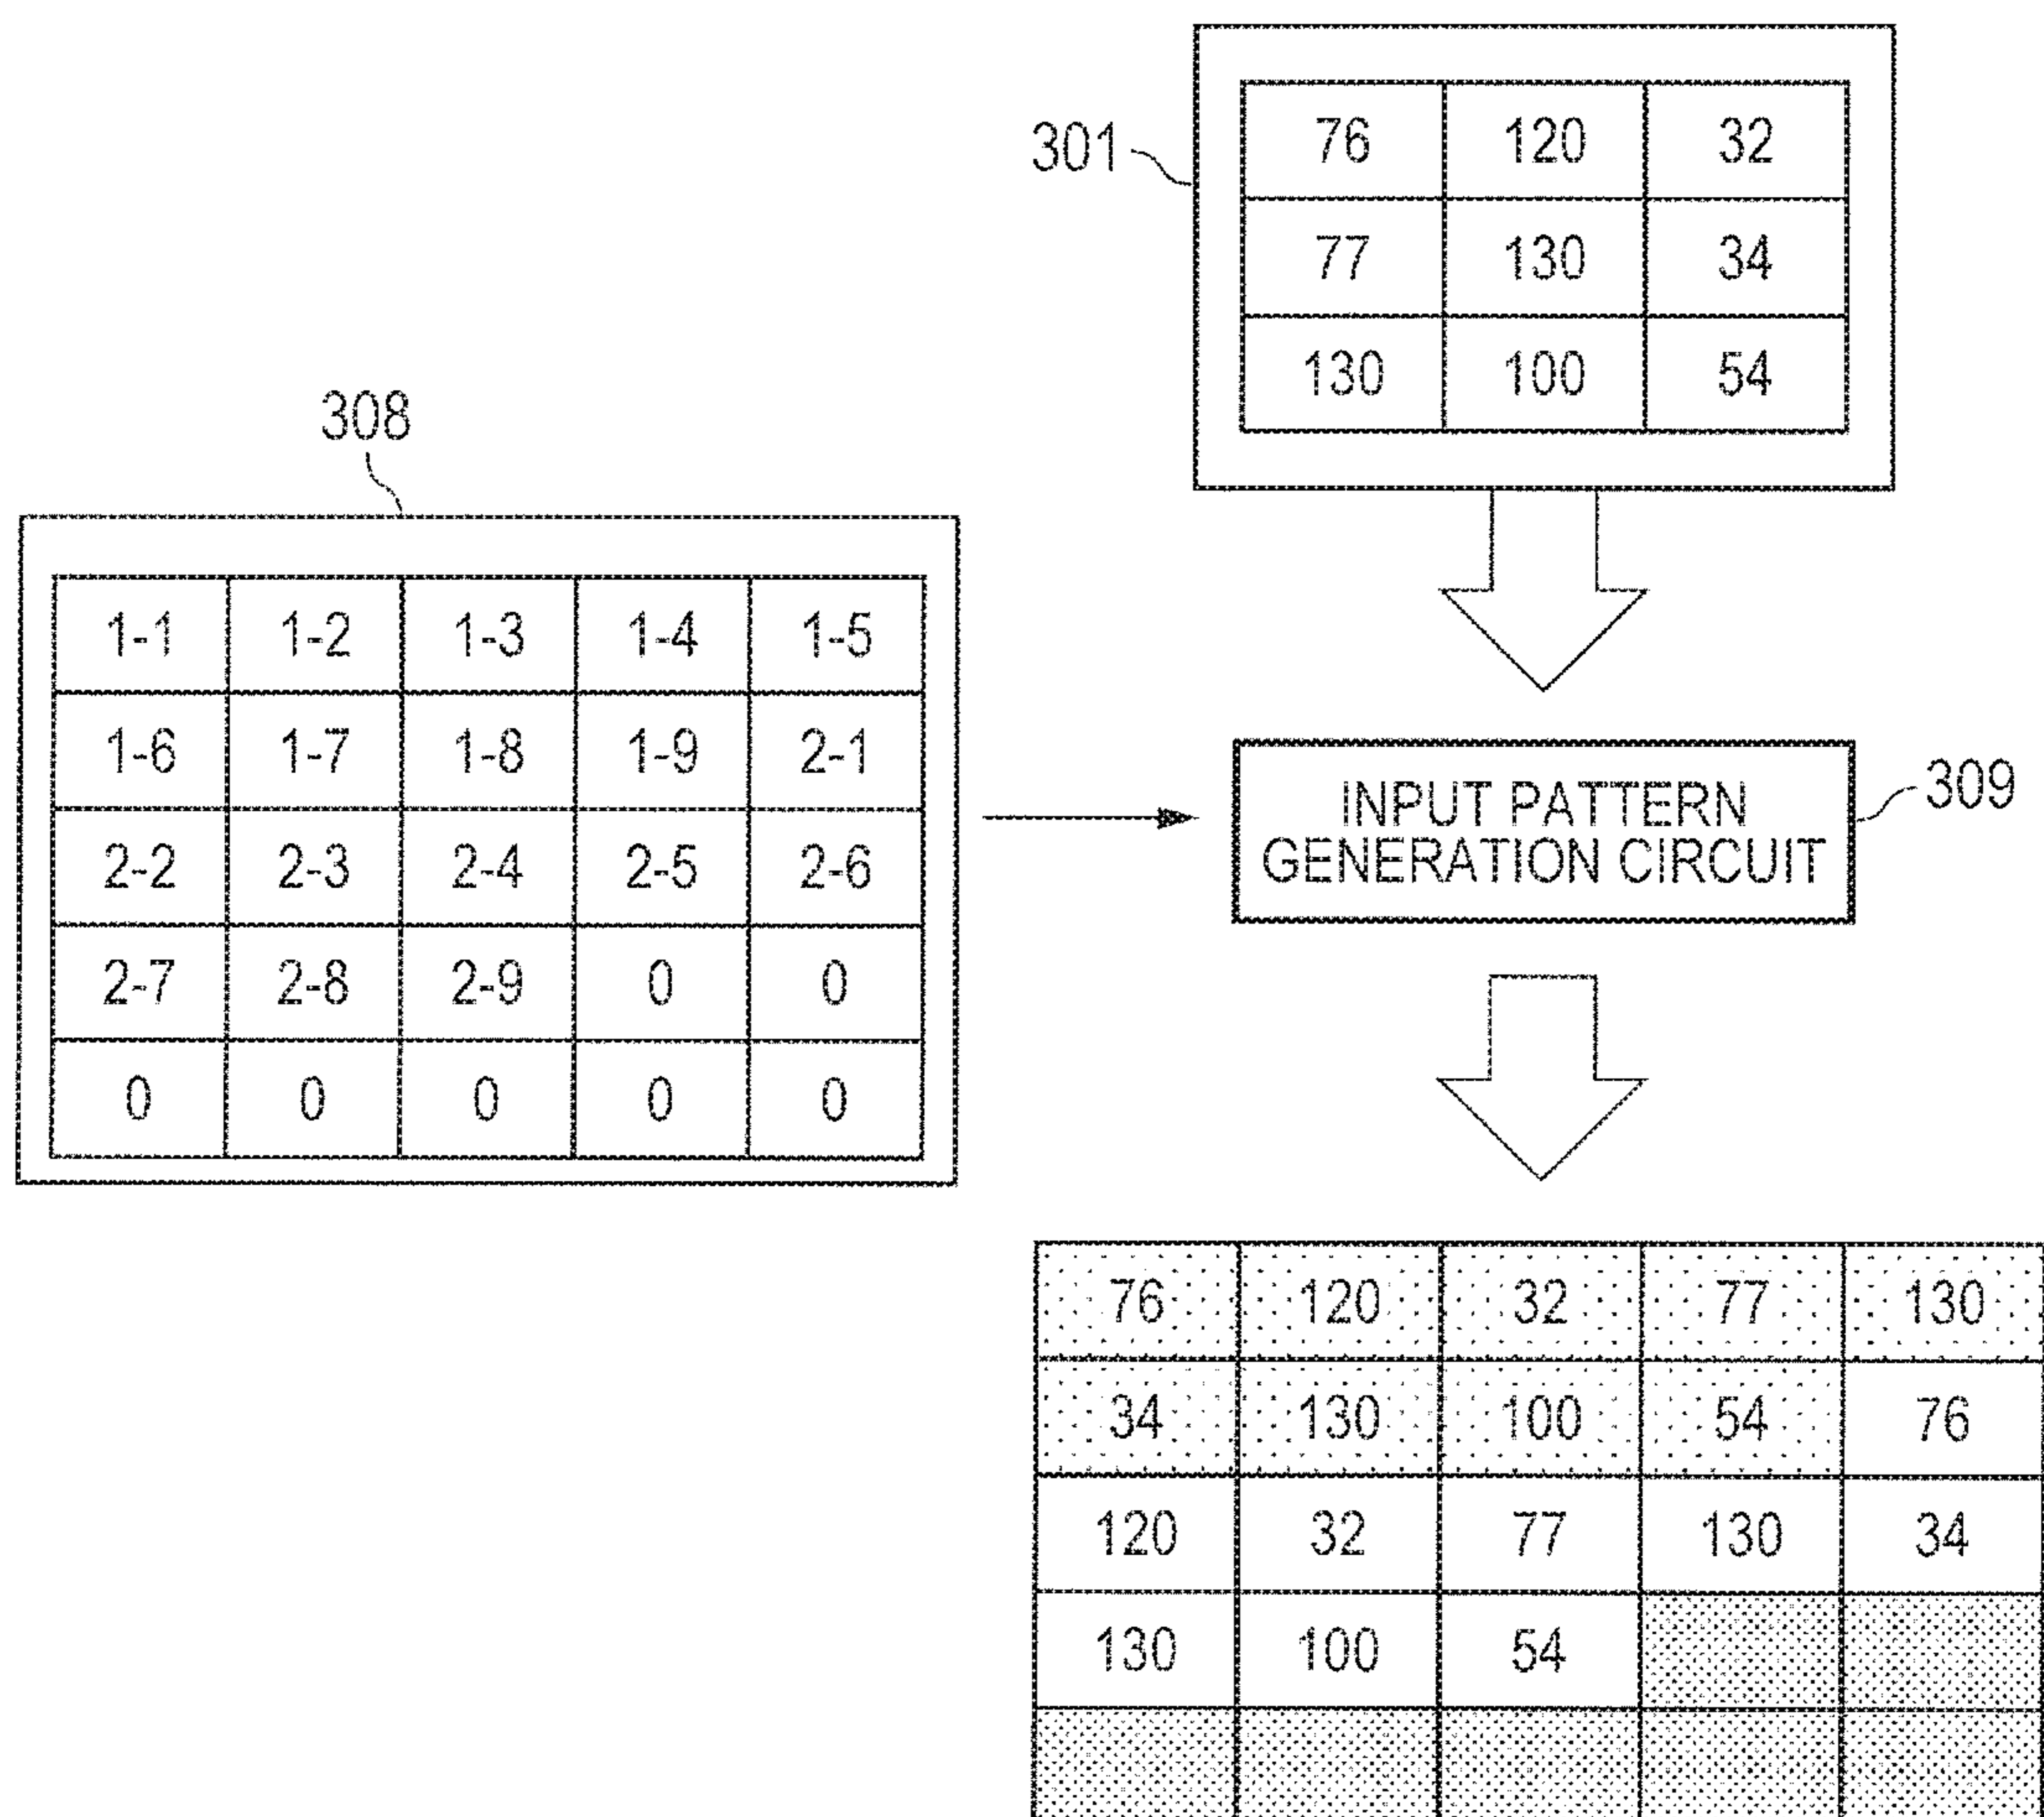 301
76 120 32
77 130 34
130 100 54
308
1-1 1-2 1-3 1-4 1-5
1-6 1-7 1-8 1-9 2-1
2-2 2-3 2-4 2-5 2-6
2-7 2-8 2-9 0 0
0 0 0 0 0
INPUT PATTERN
GENERATION CIRCUIT
309
76 120 32 77 130
34 130 100 54 76
120 32 77 130 34
130 100 54